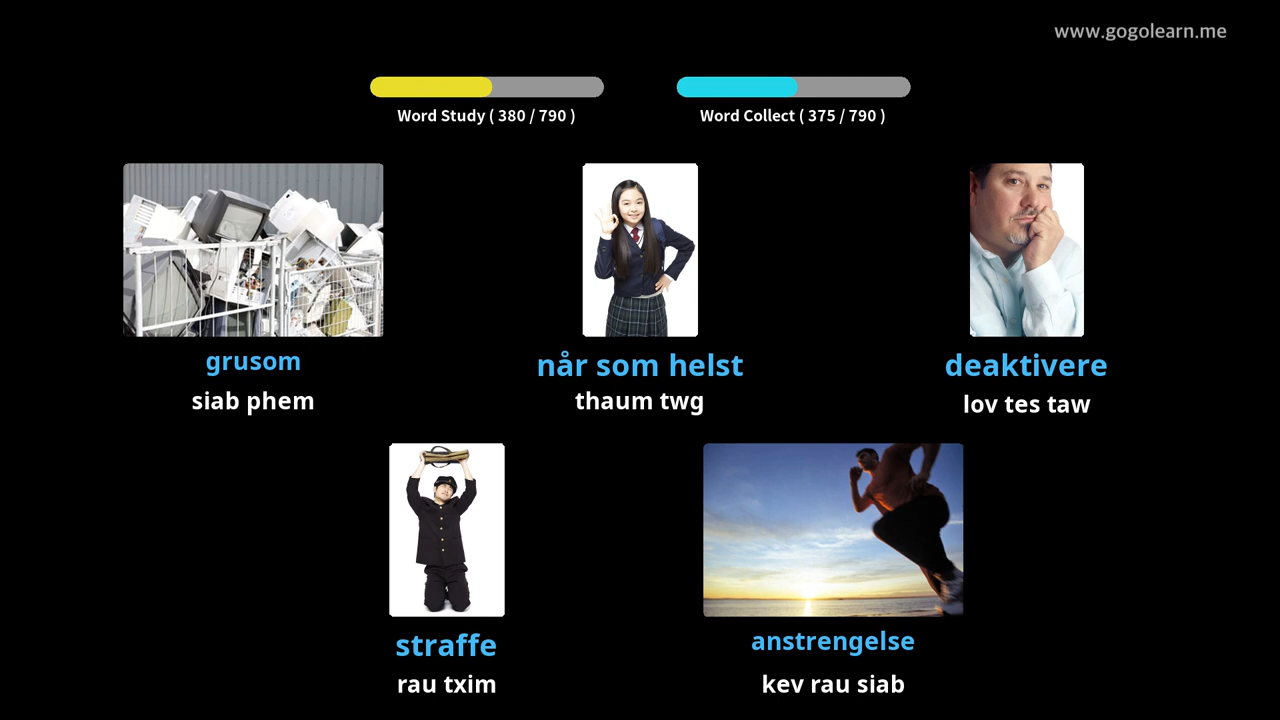 www.gogolearn.me
Word Study ( 380 / 790 )
Word Collect ( 375 / 790 )
grusom
siab phem
når som helst
thaum twg
deaktivere
lov tes taw
straffe
rau txim
anstrengelse
kev rau siab